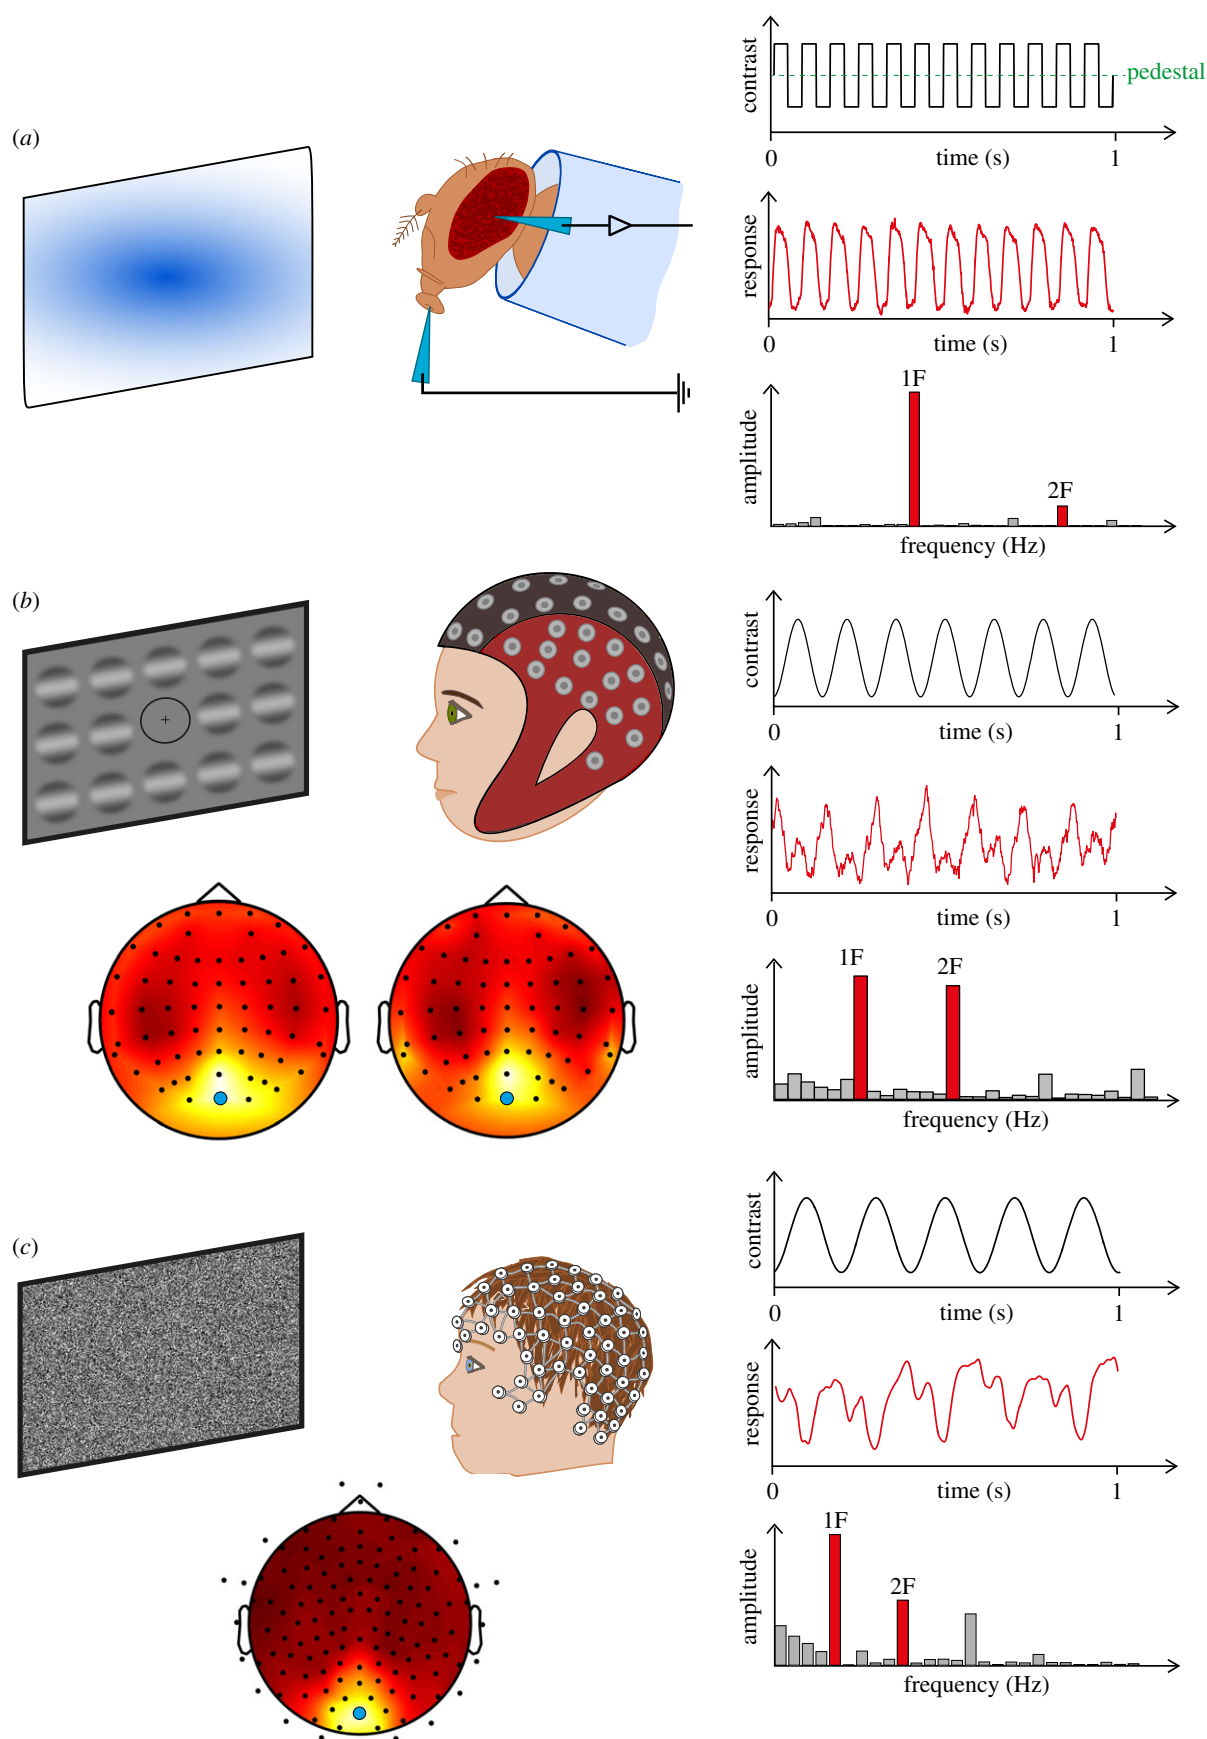 (a)
contrast
pedestal
0
time (s)
1
response
0
time (s)
1
amplitude
1F
2F
frequency (Hz)
(b)
contrast
0
time (s)
1
response
0
time (s)
1
amplitude
1F
2F
frequency (Hz)
(c)
contrast
0
time (s)
1
response
0
time (s)
1
amplitude
1F
2F
frequency (Hz)